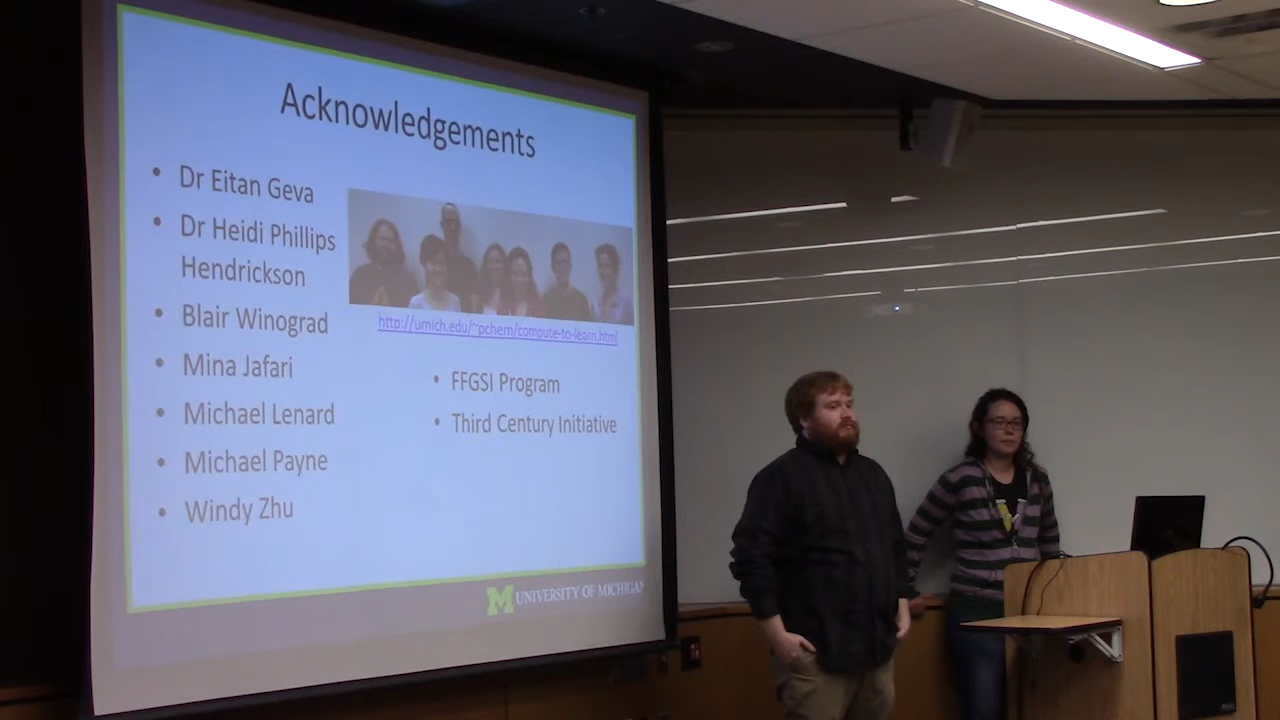 Acknowledgements
• Dr Eitan Geva
• Dr Heidi Phillips
Hendrickson
• Blair Winograd
• Mina Jafari
• Michael Lenard
• Michael Payne
• Windy Zhu
http://umich.edu/~pchem/compute-to-learn.html
• FFGSI Program
• Third Century Initiative
M UNIVERSITY OF MICHIGAN